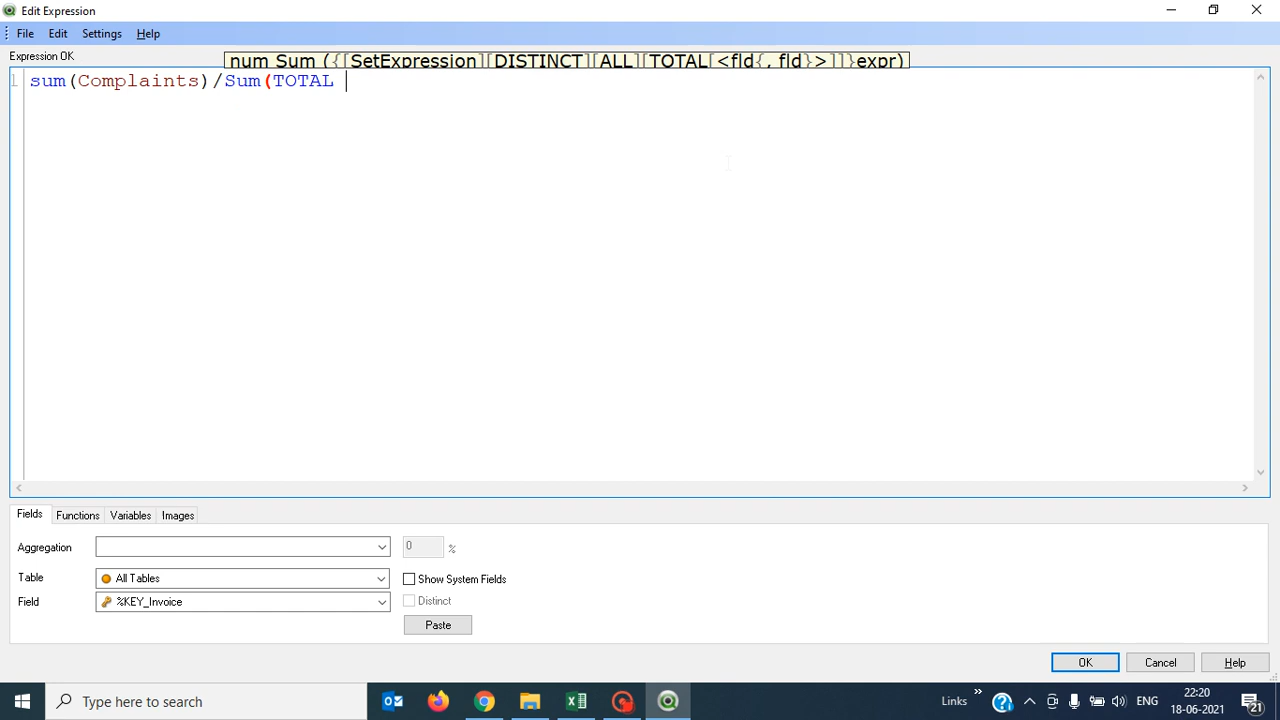 Edit Expression
File Edit Settings Help
Expression OK
num Sum ({[SetExpression][DISTINCT][ALL][TOTAL[<fld{, fld}>]]}expr)
1 sum(Complaints)/Sum(TOTAL
Fields Functions Variables Images
Aggregation 0 %
Table All Tables Show System Fields
Field %KEY_Invoice Distinct
Paste
OK Cancel Help
Type here to search Links » ENG 22:20
18-06-2021 21